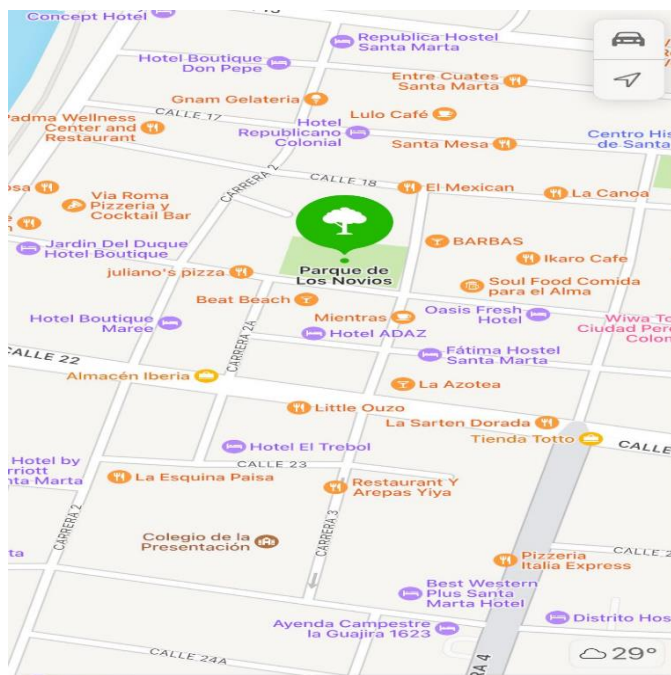 Concept Hotel
Republica Hostel
Santa Marta
Hotel Boutique
Don Pepe
Entre Cuates
Santa Marta
Gnam Gelateria
CALLE 17
Hotel
Republicano
Colonial
Lulo Café
Padma Wellness
Center and
Restaurant
Santa Mesa
Centro His
de Santa
CARRERA 2
CALLE 18
El Mexican
La Canoa
osa
Via Roma
Pizzeria y
Cocktail Bar
BARBAS
Jardin Del Duque
Hotel Boutique
Ikaro Cafe
Parque de
Los Novios
juliano's pizza
Soul Food Comida
para el Alma
Beat Beach
Mientras
Oasis Fresh
Hotel
Wiwa To
Ciudad Per
Colom
Hotel Boutique
Maree
CARRERA 2A
Hotel ADAZ
Fátima Hostel
Santa Marta
CALLE 22
Almacén Iberia
La Azotea
Little Ouzo
La Sarten Dorada
Tienda Totto
CALLE
Hotel El Trebol
Hotel by
rriott
nta Marta
CALLE 23
La Esquina Paisa
Restaurant Y
Arepas Yiya
CARRERA 2
CARRERA 3
Colegio de la
Presentación
ta
CALLE 2
Pizzeria
Italia Express
Best Western
Plus Santa
Marta Hotel
Ayenda Campestre
la Guajira 1623
Distrito Hos
CALLE 24A
A 4
29°